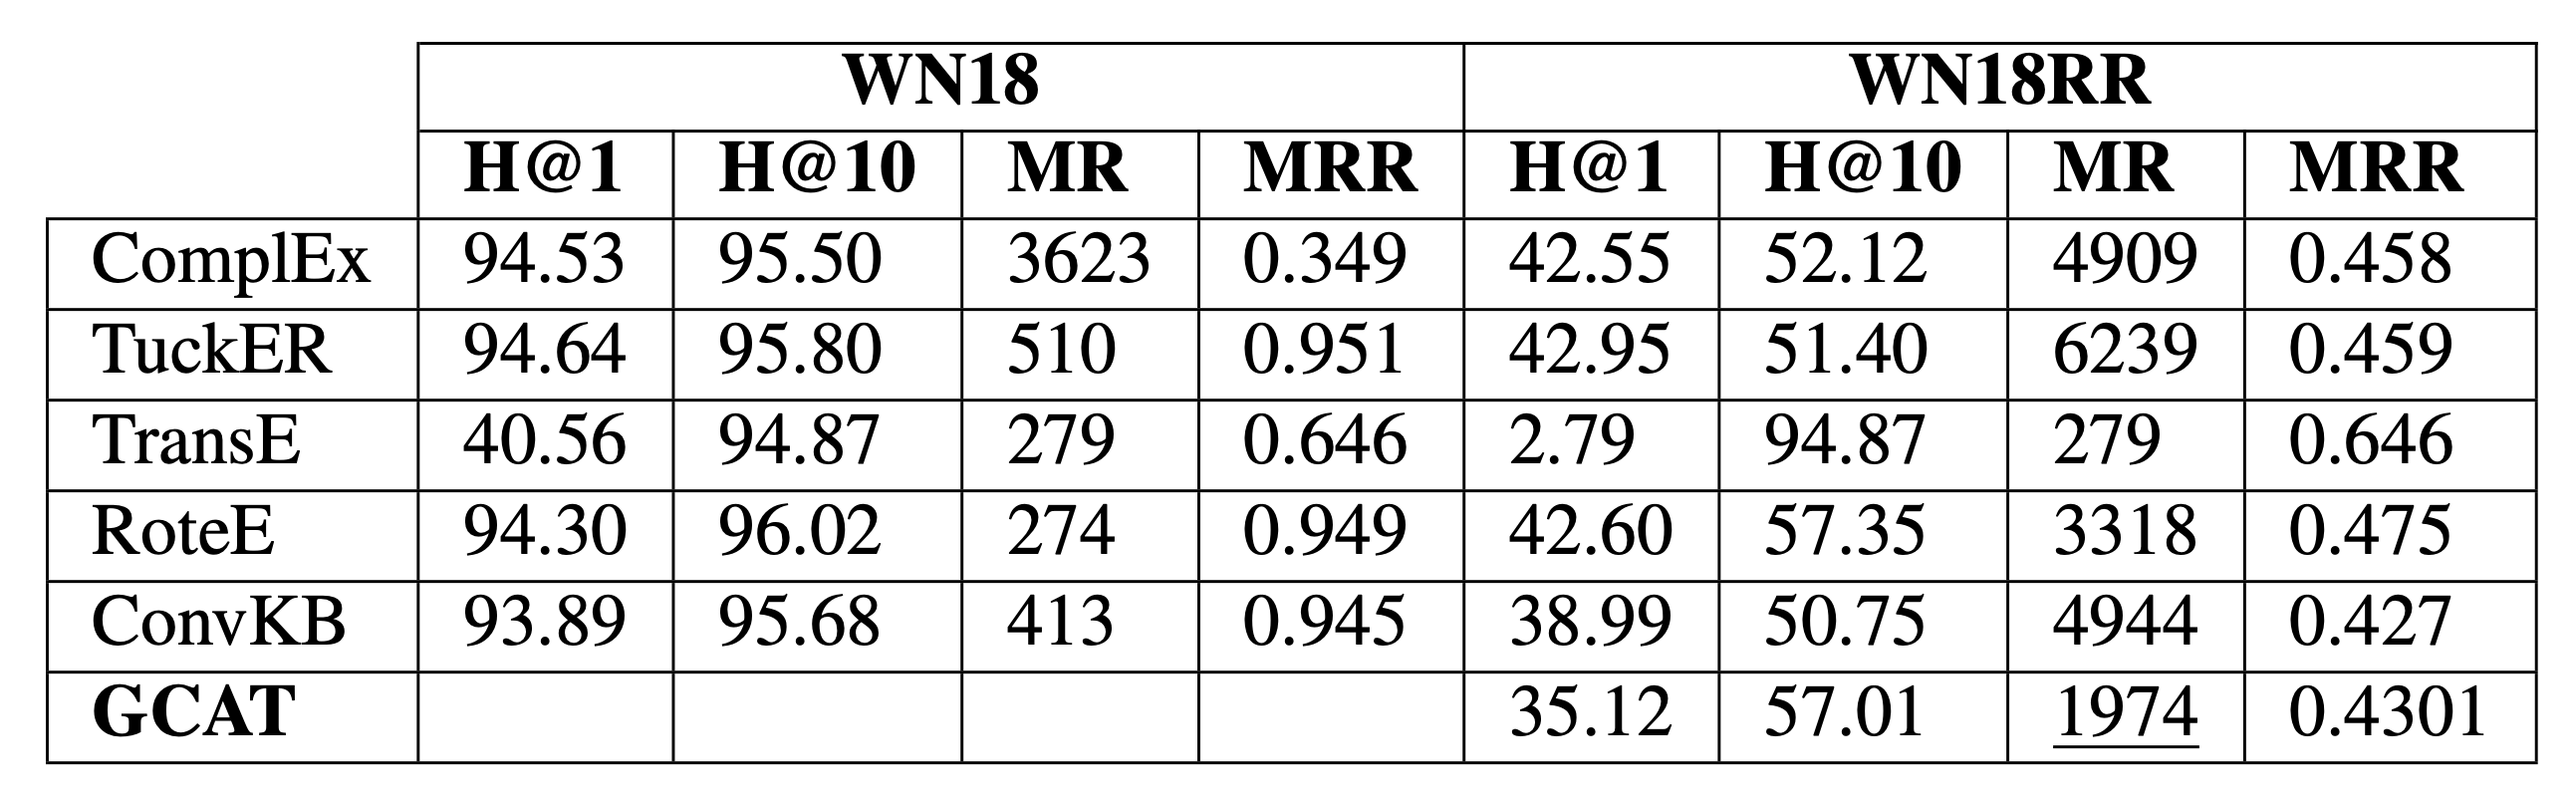 WN18 WN18RR
H@1 H@10 MR MRR H@1 H@10 MR MRR
ComplEx 94.53 95.50 3623 0.349 42.55 52.12 4909 0.458
TuckER 94.64 95.80 510 0.951 42.95 51.40 6239 0.459
TransE 40.56 94.87 279 0.646 2.79 94.87 279 0.646
RoteE 94.30 96.02 274 0.949 42.60 57.35 3318 0.475
ConvKB 93.89 95.68 413 0.945 38.99 50.75 4944 0.427
GCAT 35.12 57.01 1974 0.4301